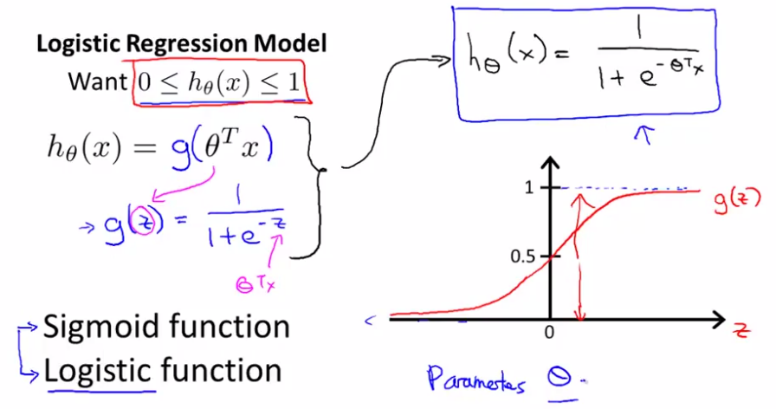 Logistic Regression Model
Want 0 ≤ hθ(x) ≤ 1
hθ(x) = g(θᵀx)
→ g(z) = 1 / (1 + e^(-z))
θᵀx
Sigmoid function
Logistic function
hθ(x) = 1 / (1 + e^(-θᵀx))
1
g(z)
0.5
0
z
Parameters θ.